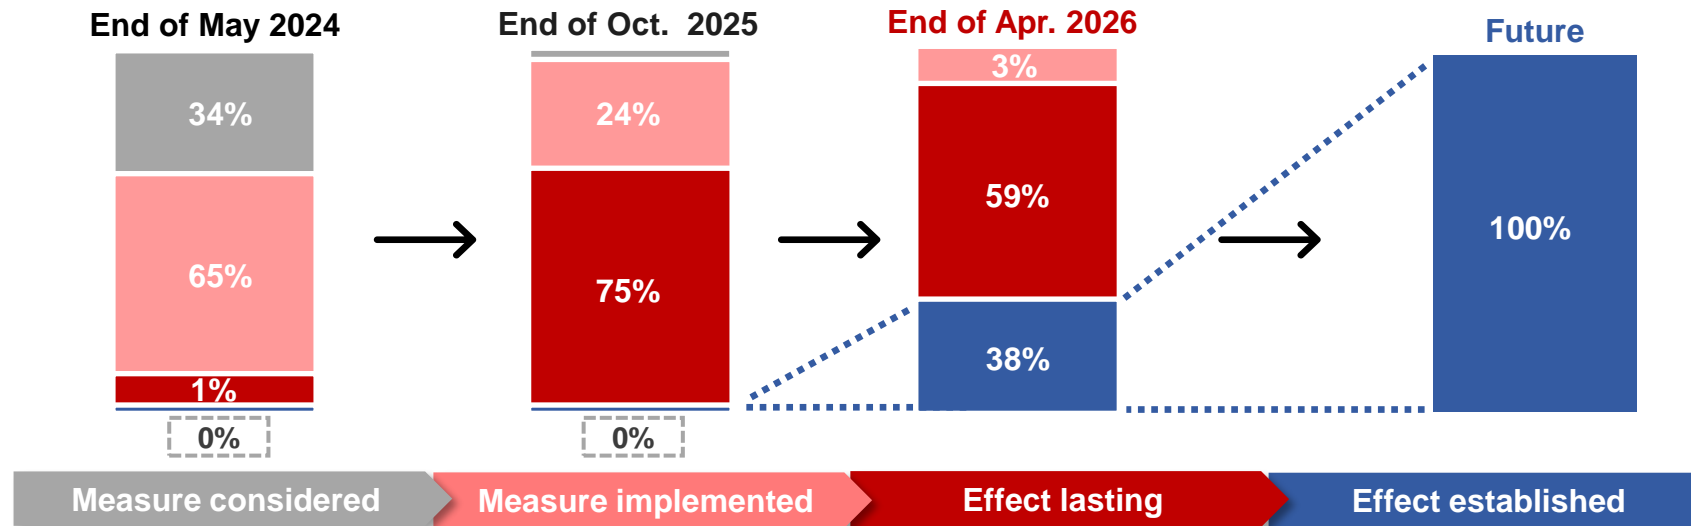 End of May 2024
End of Oct. 2025
End of Apr. 2026
Future
34%
65%
1%
0%
24%
75%
0%
3%
59%
38%
100%
Measure considered
Measure implemented
Effect lasting
Effect established